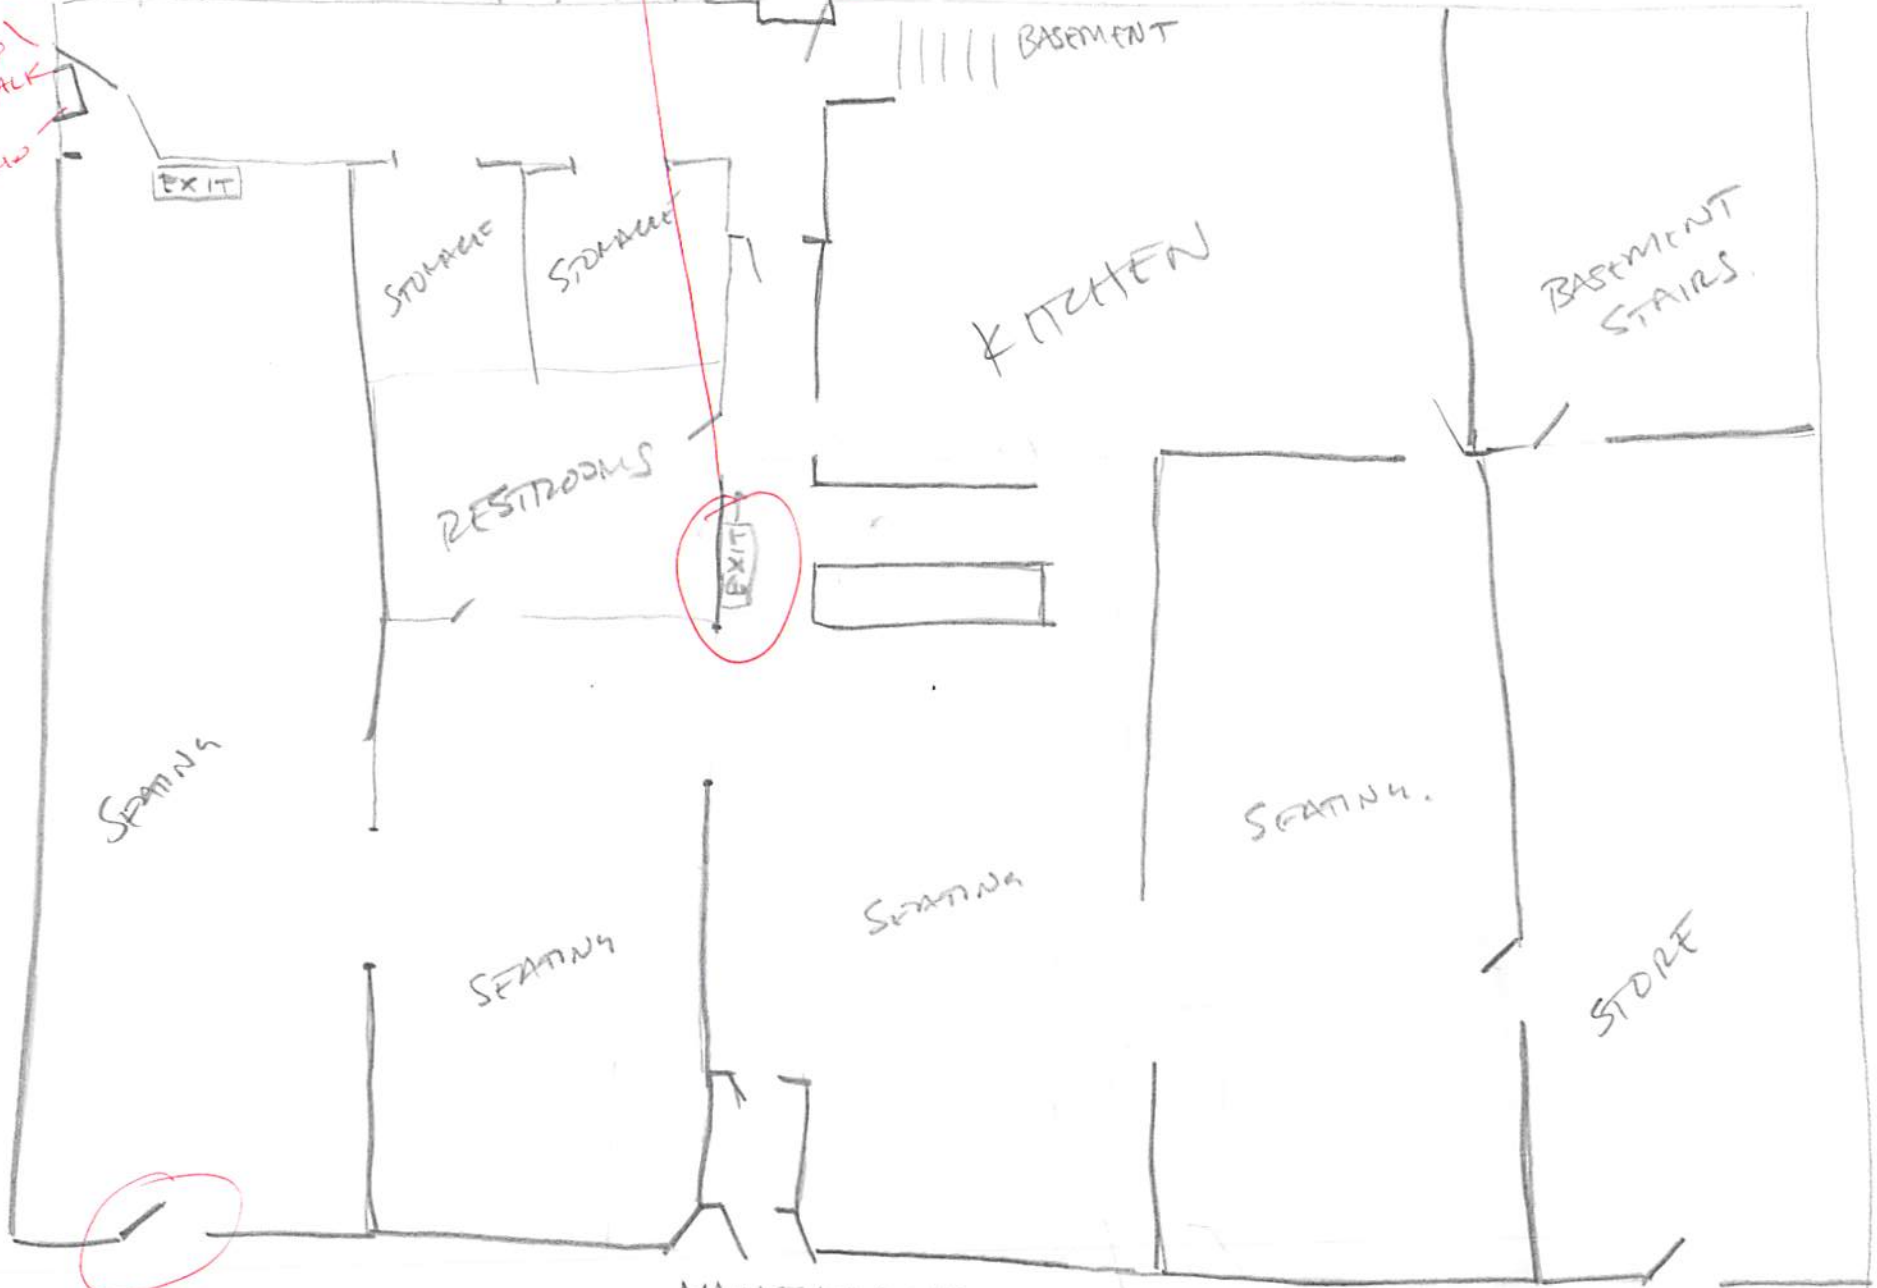 BASEMENT
EXIT
STORAGE
STORAGE
KITCHEN
BASEMENT
STAIRS.
RESTROOMS
EXIT
SEATING
SEATING.
SEATING
SEATING
STORE